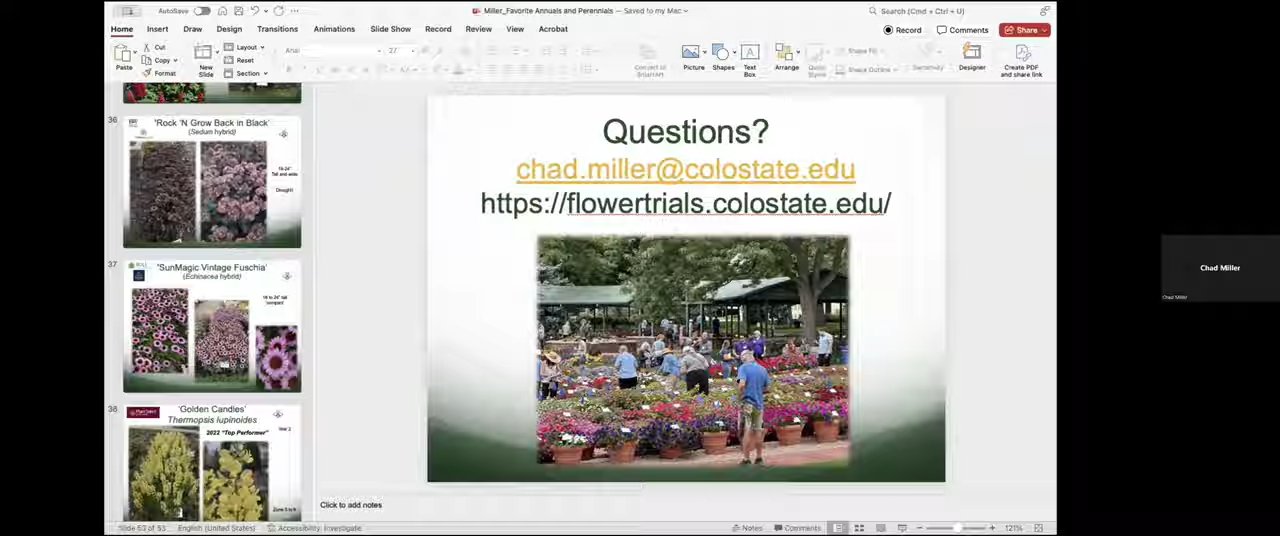 AutoSave
Miller_Favorite Annuals and Perennials — Saved to my Mac
Search (Cmd + Ctrl + U)
Home Insert Draw Design Transitions Animations Slide Show Record Review View Acrobat
Record Comments Share
Paste
Cut
Copy
Format
New Slide
Layout
Reset
Section
Arial 27
Convert to SmartArt
Picture
Shapes
Text Box
Arrange
Quick Styles
Shape Fill
Shape Outline
Sensitivity
Designer
Create PDF and share link
36
'Rock 'N Grow Back in Black'
(Sedum hybrid)
Tall and wide
Drought
37
'SunMagic Vintage Fuschia'
(Echinacea hybrid)
18 to 24" tall
"compact"
38
'Golden Candles'
Thermopsis lupinoides
2022 "Top Performer"
Year 2
Questions?
chad.miller@colostate.edu
https://flowertrials.colostate.edu/
Chad Miller
Chad Miller
Click to add notes
Slide 53 of 53 English (United States) Accessibility: Investigate
Notes Comments 121%